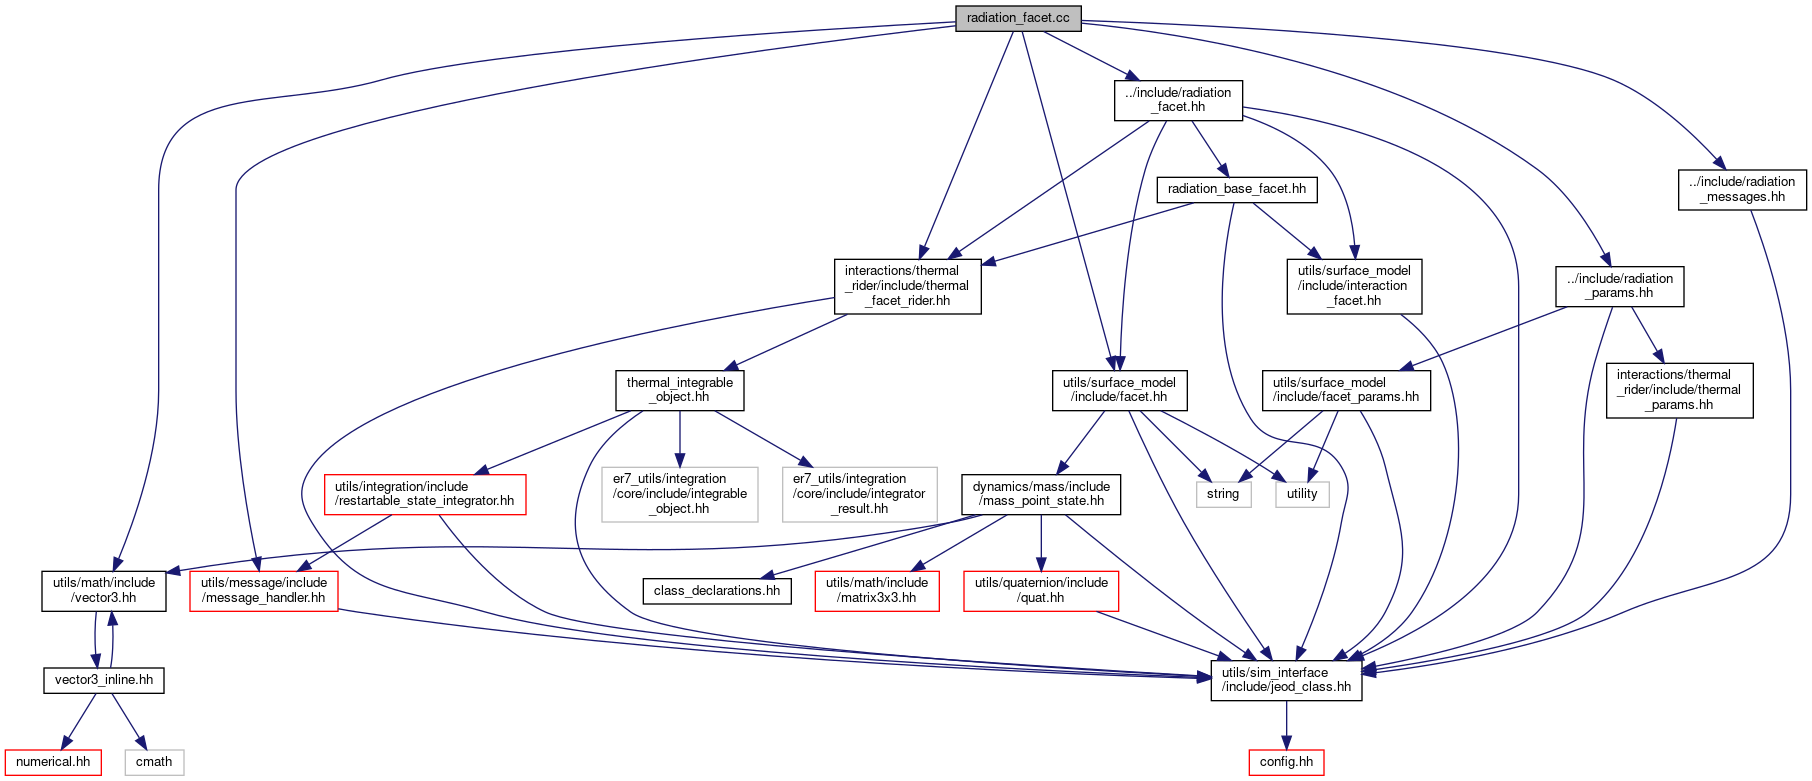 radiation_facet.cc
../include/radiation
_facet.hh
../include/radiation
_messages.hh
radiation_base_facet.hh
interactions/thermal
_rider/include/thermal
_facet_rider.hh
utils/surface_model
/include/interaction
_facet.hh
../include/radiation
_params.hh
thermal_integrable
_object.hh
utils/surface_model
/include/facet.hh
utils/surface_model
/include/facet_params.hh
interactions/thermal
_rider/include/thermal
_params.hh
utils/integration/include
/restartable_state_integrator.hh
er7_utils/integration
/core/include/integrable
_object.hh
er7_utils/integration
/core/include/integrator
_result.hh
dynamics/mass/include
/mass_point_state.hh
string
utility
utils/math/include
/vector3.hh
utils/message/include
/message_handler.hh
class_declarations.hh
utils/math/include
/matrix3x3.hh
utils/quaternion/include
/quat.hh
vector3_inline.hh
utils/sim_interface
/include/jeod_class.hh
numerical.hh
cmath
config.hh